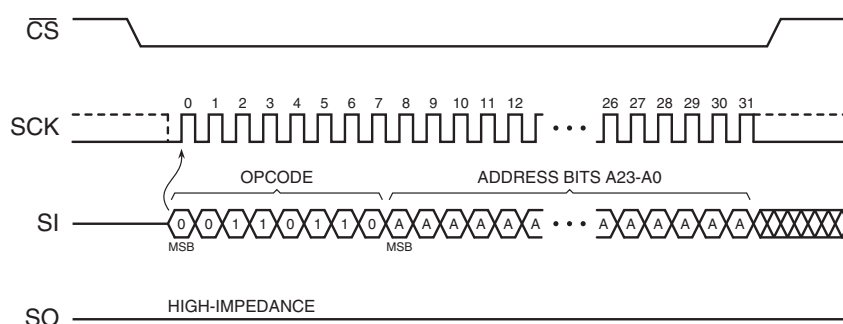 CS
0 1 2 3 4 5 6 7 8 9 10 11 12 26 27 28 29 30 31
SCK
OPCODE ADDRESS BITS A23-A0
SI 0 0 1 1 0 1 1 0 A A A A A A A A A A A A
MSB MSB
HIGH-IMPEDANCE
SO